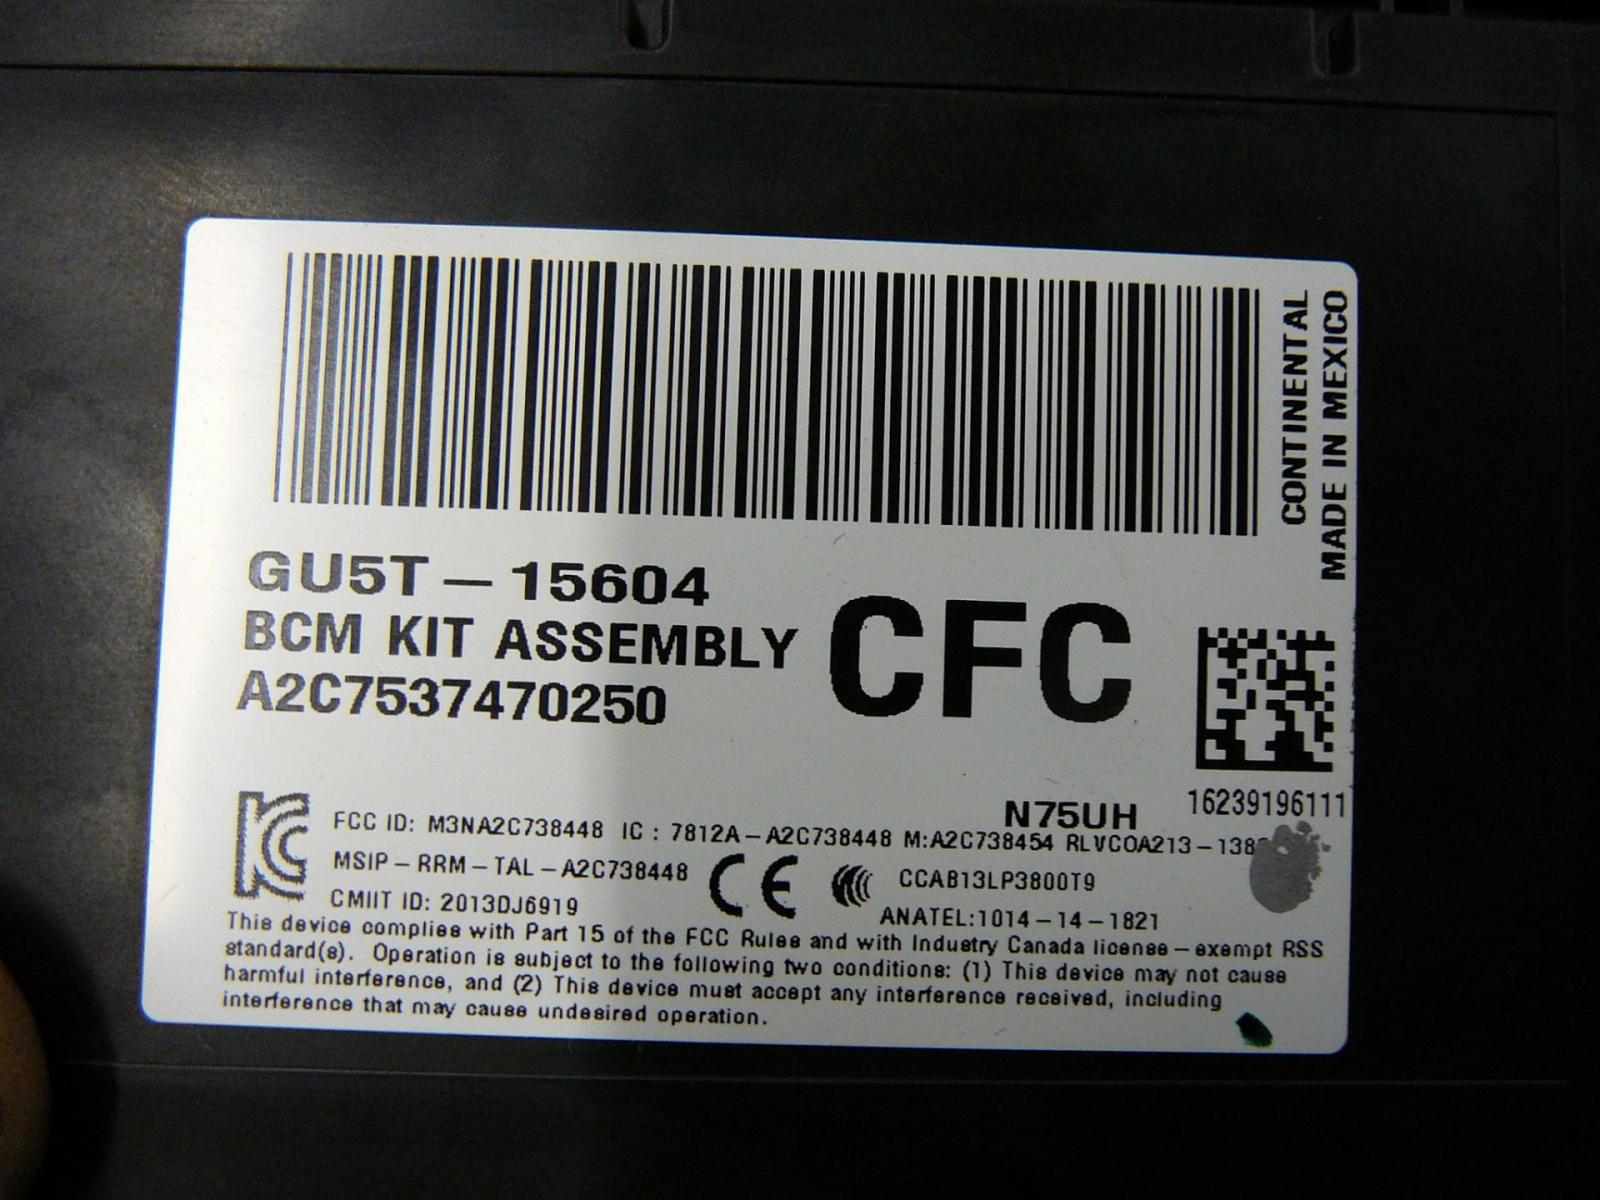 CONTINENTAL
MADE IN MEXICO
GU5T-15604
BCM KIT ASSEMBLY
A2C7537470250
CFC
N75UH
16239196111
FCC ID: M3NA2C738448 IC : 7812A-A2C738448 M:A2C738454
MSIP-RRM-TAL-A2C738448
CE
CCAB13LP3800T9
CMIIT ID: 2013DJ6919
ANATEL:1014-14-1821
This device complies with Part 15 of the FCC Rules and with Industry Canada license-exempt RSS
standard(s). Operation is subject to the following two conditions: (1) This device may not cause
harmful interference, and (2) This device must accept any interference received, including
interference that may cause undesired operation.